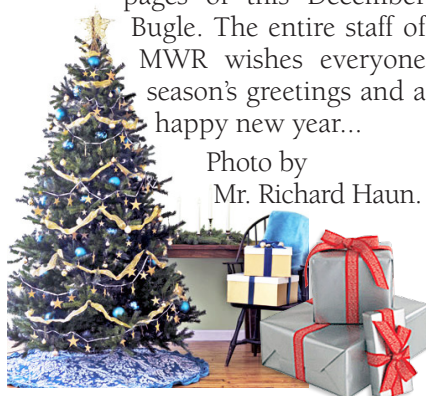 pages of this December
Bugle. The entire staff of
MWR wishes everyone
season's greetings and a
happy new year...
Photo by
Mr. Richard Haun.